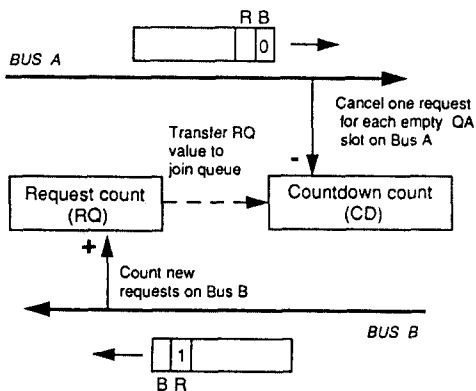 R B
0
BUS A
Cancel one request
for each empty QA
slot on Bus A
Transfer RQ
value to
join queue
-
Request count
(RQ)
Countdown count
(CD)
+
Count new
requests on Bus B
BUS B
1
B R